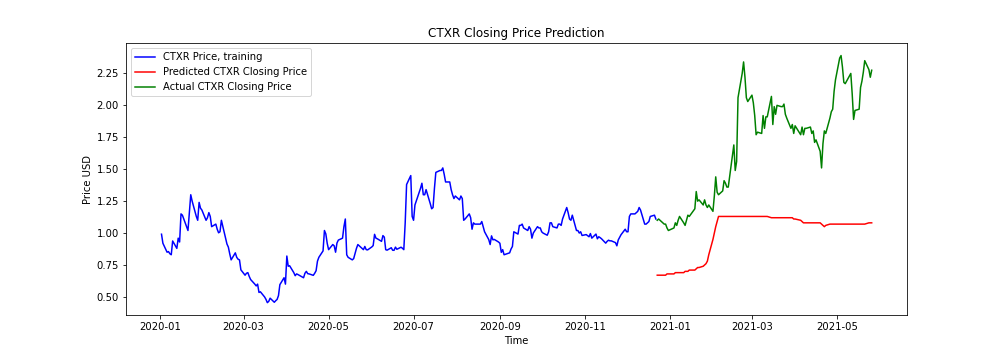 CTXR Closing Price Prediction
CTXR Price, training
Predicted CTXR Closing Price
Actual CTXR Closing Price
Price USD
2.25
2.00
1.75
1.50
1.25
1.00
0.75
0.50
2020-01 2020-03 2020-05 2020-07 2020-09 2020-11 2021-01 2021-03 2021-05
Time